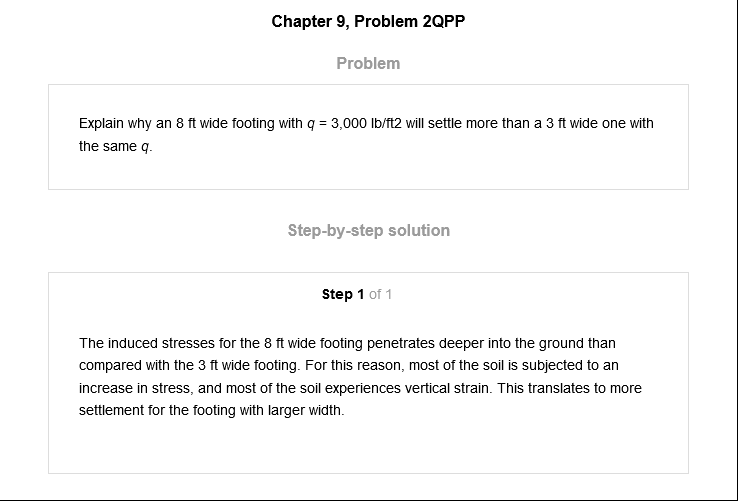 Chapter 9, Problem 2QPP
Problem
Explain why an 8 ft wide footing with q = 3,000 lb/ft2 will settle more than a 3 ft wide one with
the same q.
Step-by-step solution
Step 1 of 1
The induced stresses for the 8 ft wide footing penetrates deeper into the ground than
compared with the 3 ft wide footing. For this reason, most of the soil is subjected to an
increase in stress, and most of the soil experiences vertical strain. This translates to more
settlement for the footing with larger width.